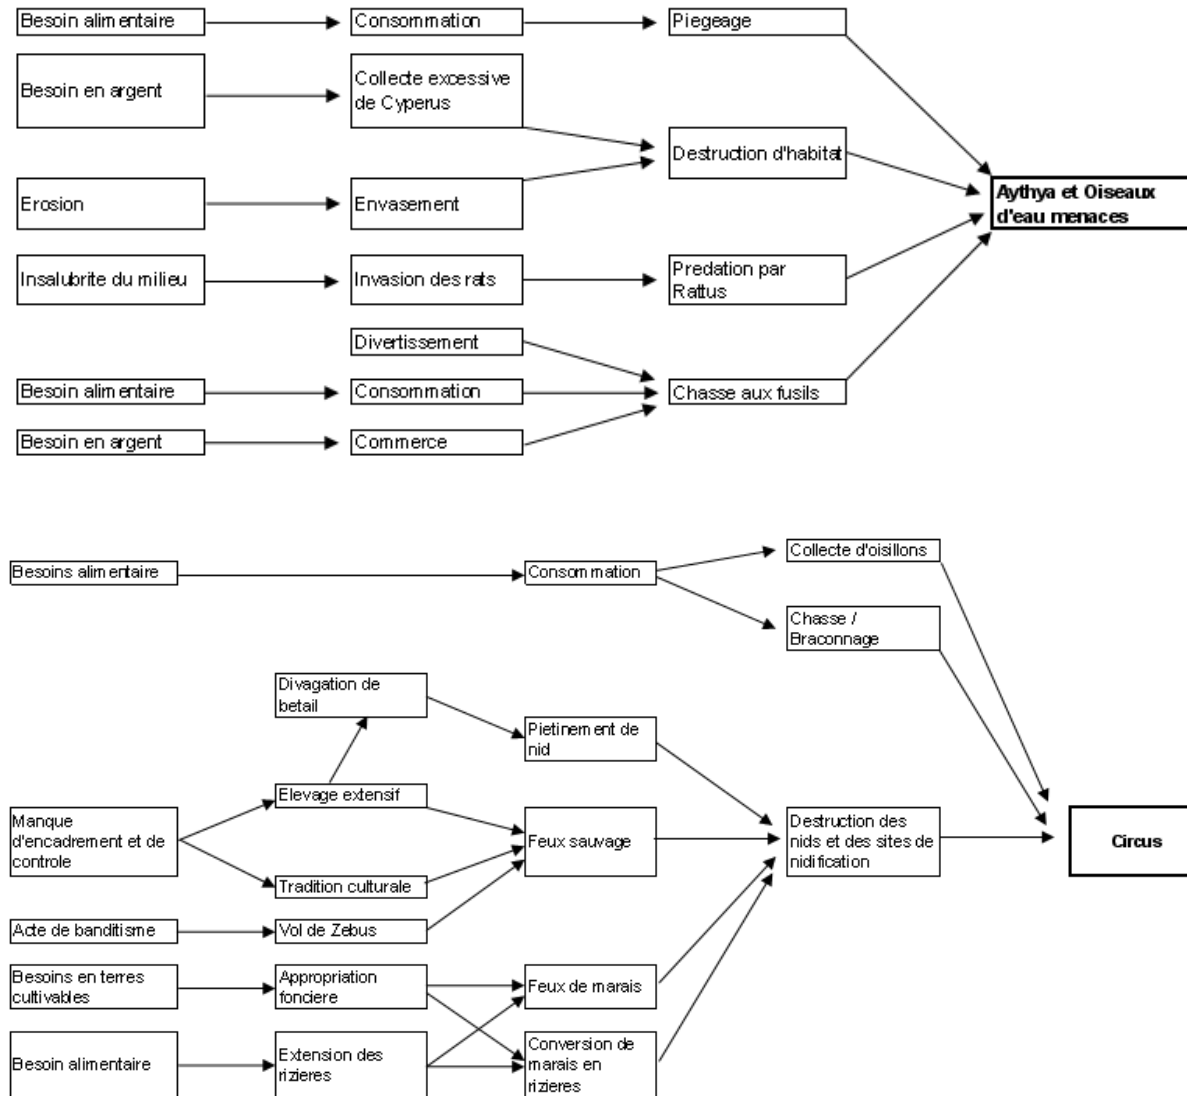 Besoin alimentaire
Consommation
Piegeage
Besoin en argent
Collecte excessive
de Cyperus
Destruction d'habitat
Erosion
Envasement
Aythya et Oiseaux
d'eau menaces
Insalubrite du milieu
Invasion des rats
Predation par
Rattus
Divertissement
Besoin alimentaire
Consommation
Chasse aux fusils
Besoin en argent
Commerce
Besoins alimentaire
Consommation
Collecte d'oisillons
Chasse /
Braconnage
Divagation de
betail
Pietinement de
nid
Elevage extensif
Manque
d'encadrement et de
controle
Feux sauvage
Destruction des
nids et des sites de
nidification
Circus
Tradition culturale
Acte de banditisme
Vol de Zebus
Besoins en terres
cultivables
Appropriation
fonciere
Feux de marais
Besoin alimentaire
Extension des
rizieres
Conversion de
marais en
rizieres